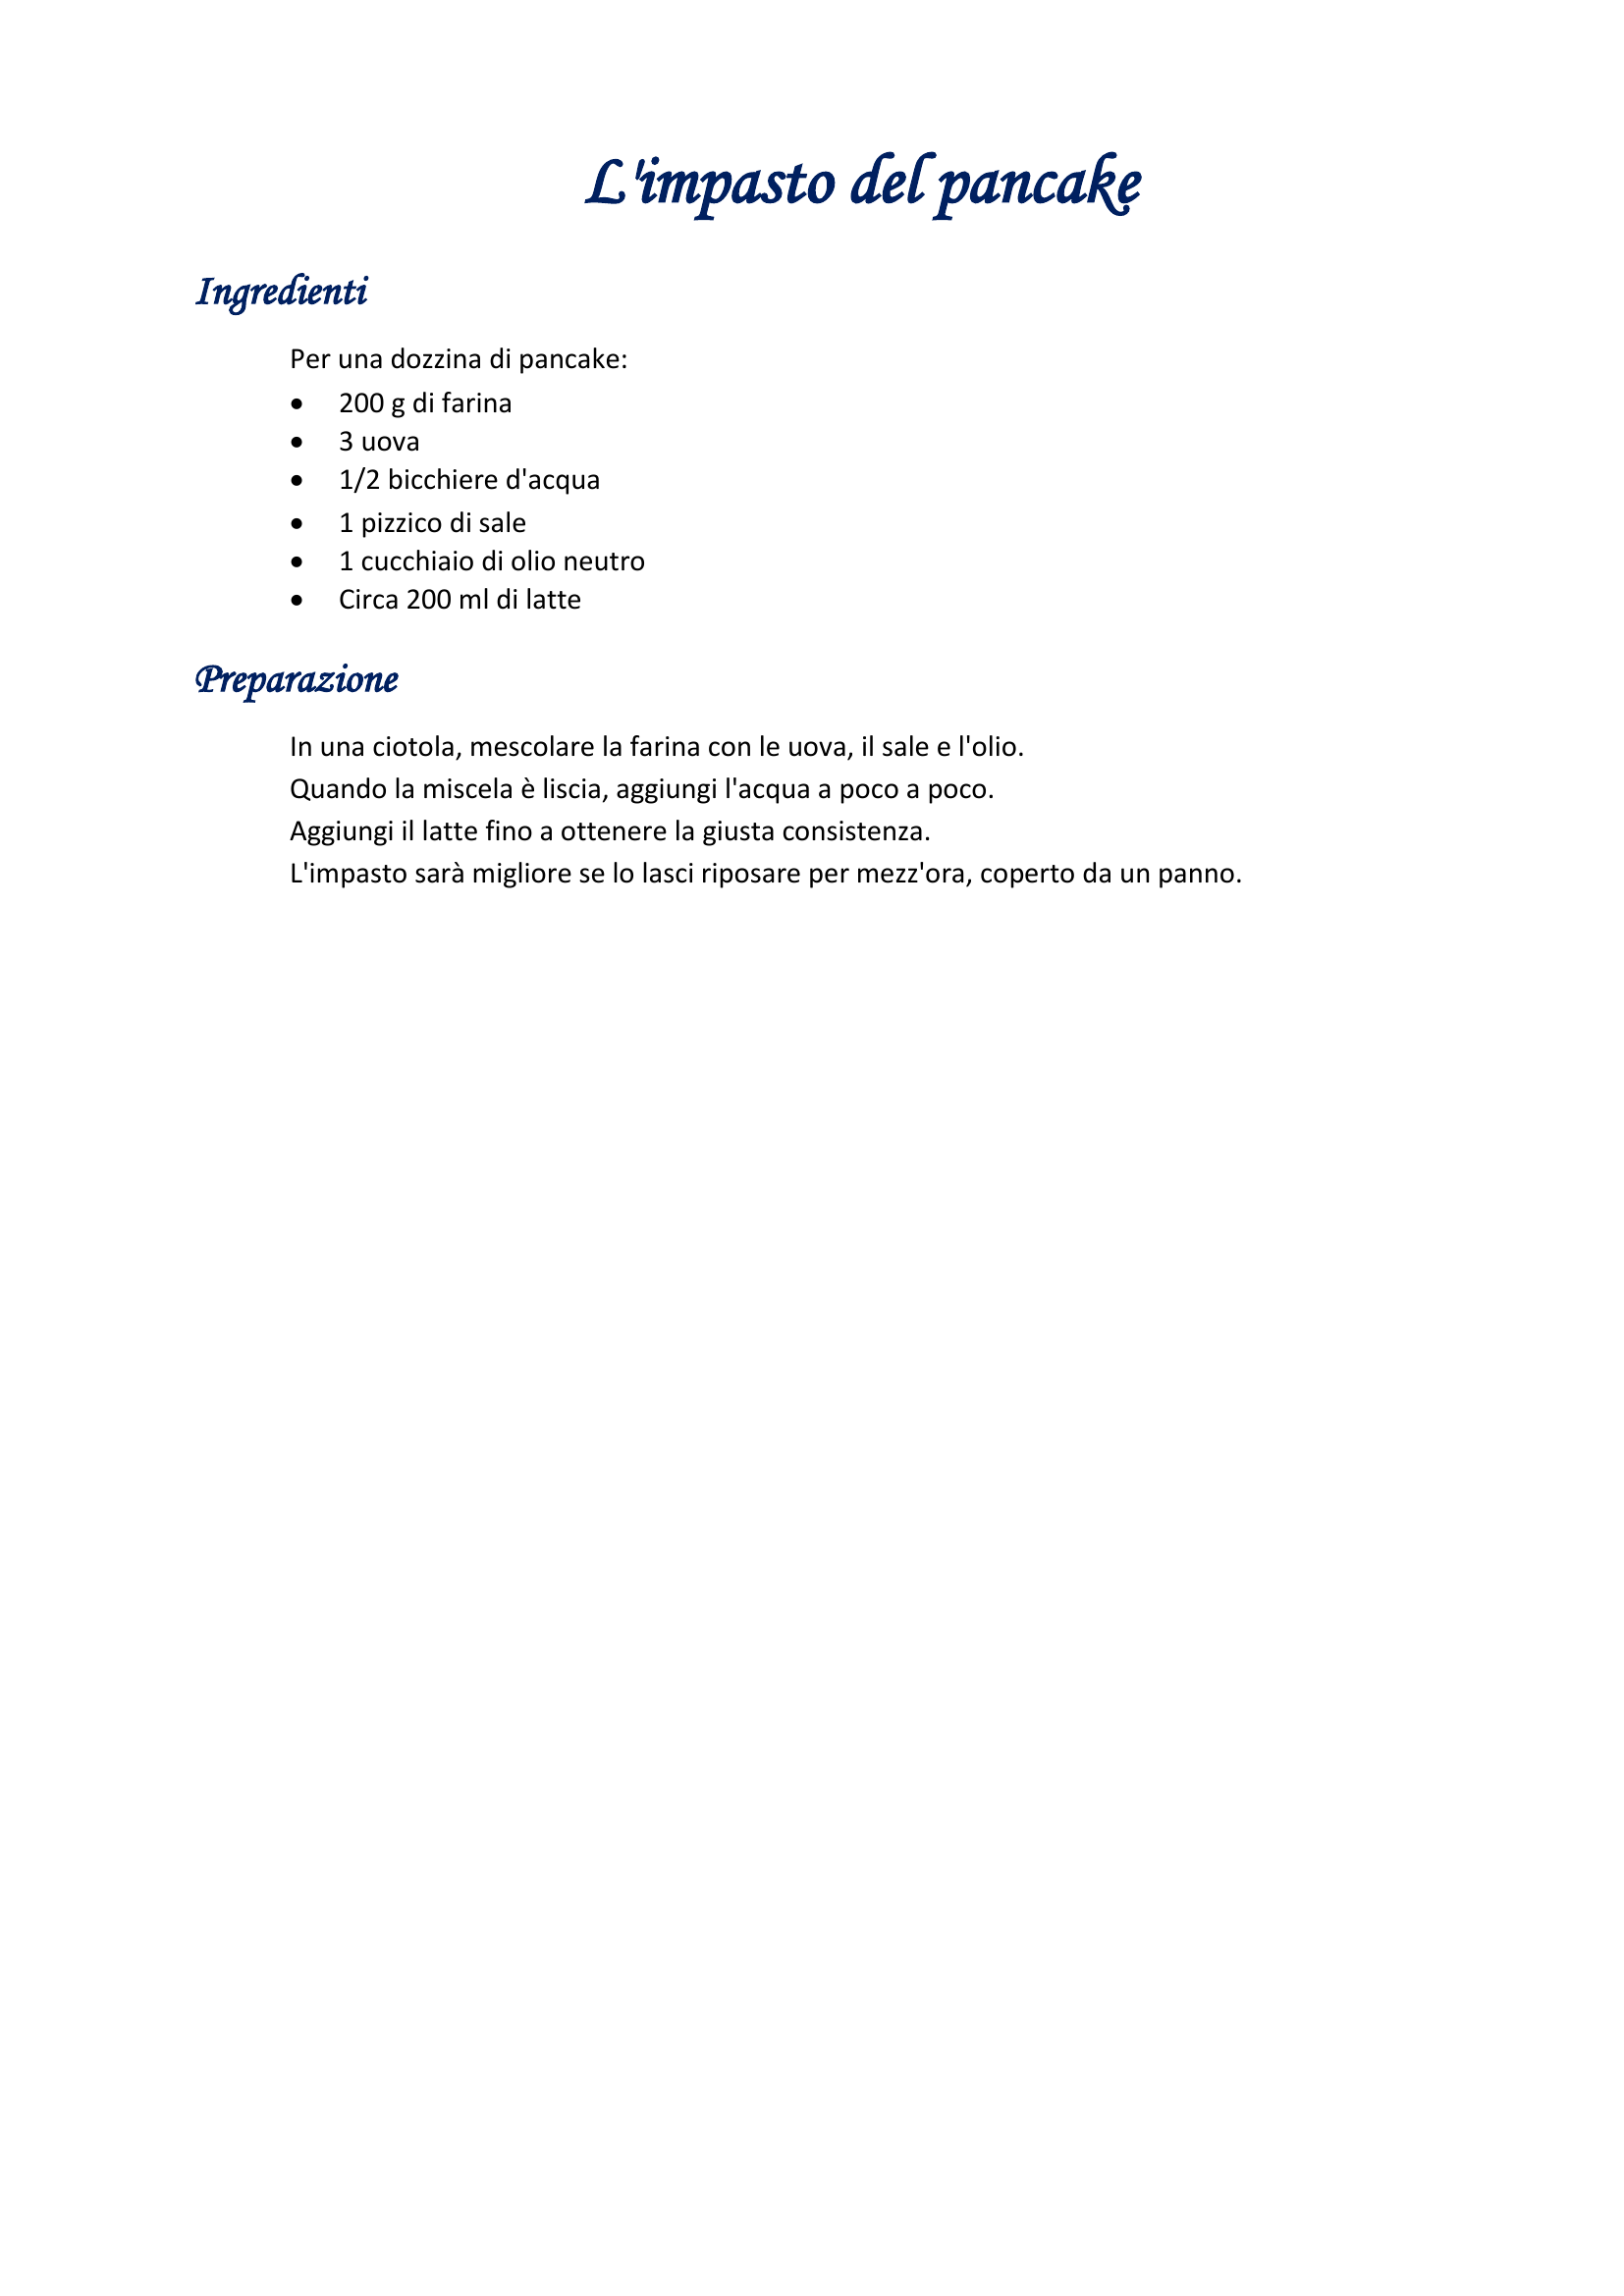 L'impasto del pancake
Ingredienti
Per una dozzina di pancake:
• 200 g di farina
• 3 uova
• 1/2 bicchiere d'acqua
• 1 pizzico di sale
• 1 cucchiaio di olio neutro
• Circa 200 ml di latte
Preparazione
In una ciotola, mescolare la farina con le uova, il sale e l'olio.
Quando la miscela è liscia, aggiungi l'acqua a poco a poco.
Aggiungi il latte fino a ottenere la giusta consistenza.
L'impasto sarà migliore se lo lasci riposare per mezz'ora, coperto da un panno.